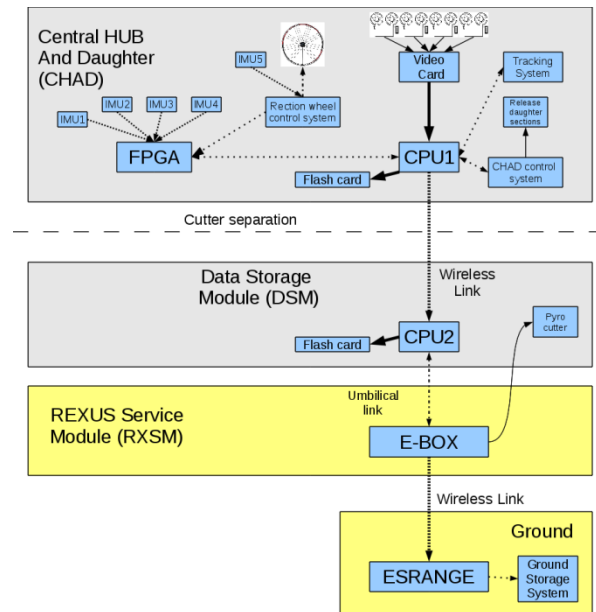 Central HUB
And Daughter
(CHAD)
IMU5
Video
Card
Tracking
System
IMU2
IMU3
IMU4
IMU1
Rection wheel
control system
Release
daughter
sections
FPGA
CPU1
CHAD control
system
Flash card
Cutter separation
Data Storage
Module (DSM)
Wireless
Link
Pyro
cutter
CPU2
Flash card
Umbilical
link
REXUS Service
Module (RXSM)
E-BOX
Wireless Link
Ground
ESRANGE
Ground
Storage
System